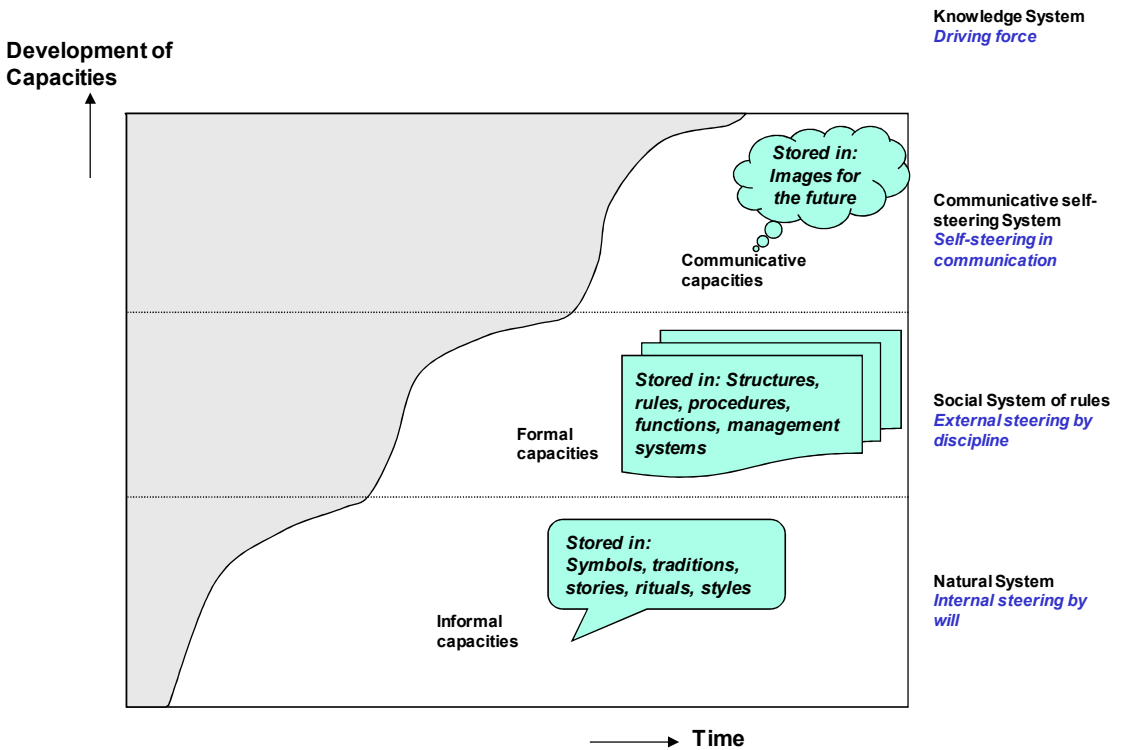 Knowledge System
Driving force
Development of
Capacities
Stored in:
Images for
the future
Communicative
capacities
Communicative self-
steering System
Self-steering in
communication
Stored in: Structures,
rules, procedures,
functions, management
systems
Formal
capacities
Social System of rules
External steering by
discipline
Stored in:
Symbols, traditions,
stories, rituals, styles
Informal
capacities
Natural System
Internal steering by
will
Time